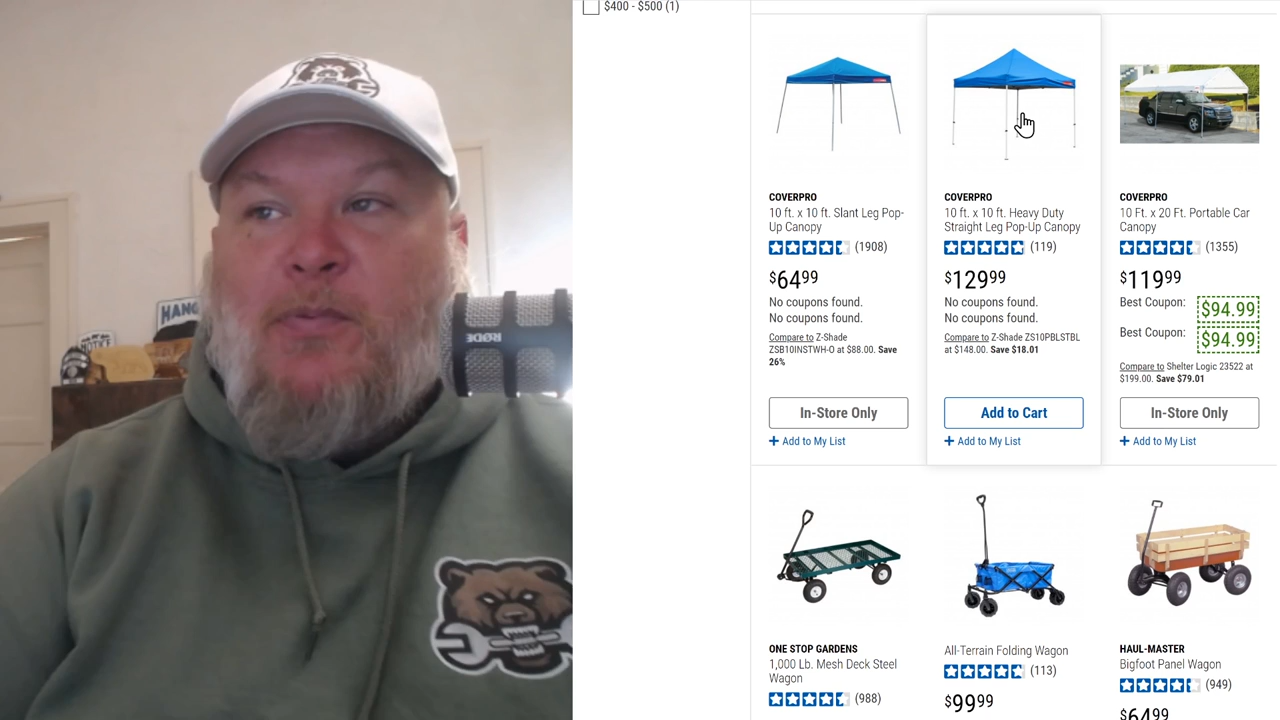 $400 - $500 (1)
COVERPRO
10 ft. x 10 ft. Slant Leg Pop-
Up Canopy
(1908)
$64.99
No coupons found.
No coupons found.
Compare to Z-Shade
ZSB10INSTWH-O at $88.00. Save
26%
In-Store Only
+ Add to My List
COVERPRO
10 ft. x 10 ft. Heavy Duty
Straight Leg Pop-Up Canopy
(119)
$129.99
No coupons found.
No coupons found.
Compare to Z-Shade ZS10PBLSTBL
at $148.00. Save $18.01
Add to Cart
+ Add to My List
COVERPRO
10 Ft. x 20 Ft. Portable Car
Canopy
(1355)
$119.99
Best Coupon: $94.99
Best Coupon: $94.99
Compare to Shelter Logic 23522 at
$199.00. Save $79.01
In-Store Only
+ Add to My List
ONE STOP GARDENS
1,000 Lb. Mesh Deck Steel
Wagon
(988)
All-Terrain Folding Wagon
(113)
$99.99
HAUL-MASTER
Bigfoot Panel Wagon
(949)
$64.99
HANG
NOTICE
RØDE